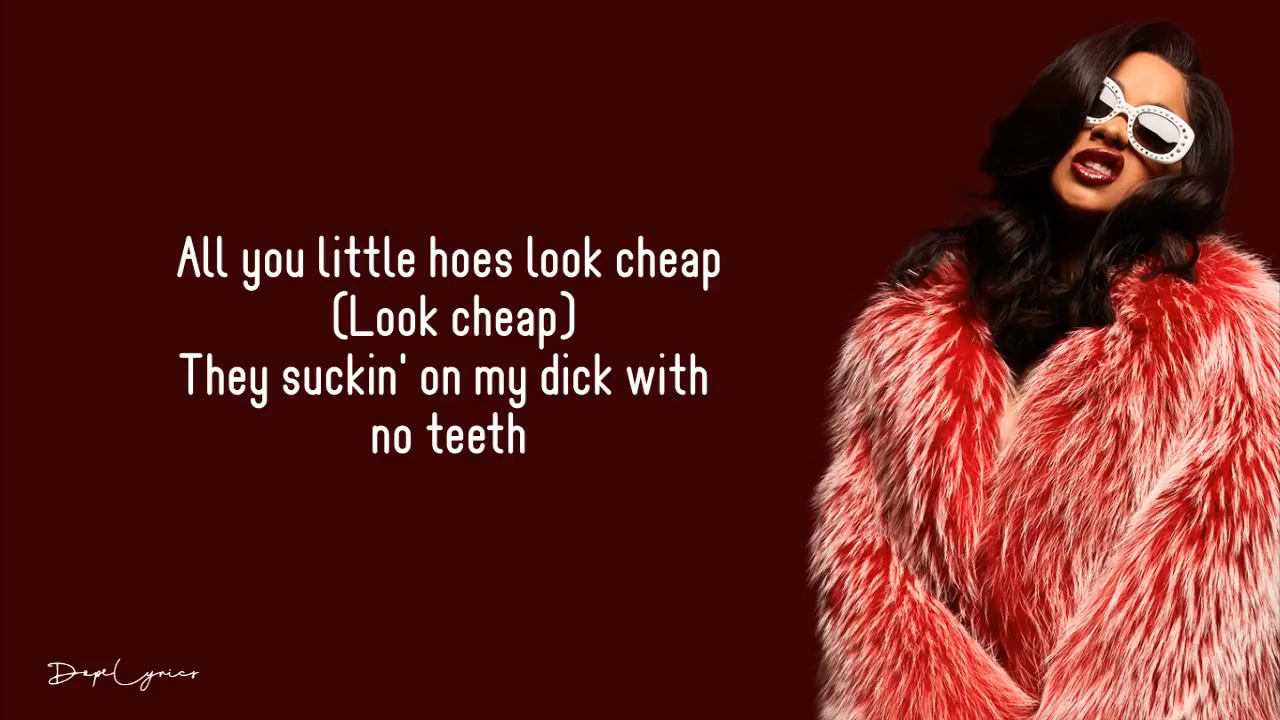 All you little hoes look cheap
(Look cheap)
They suckin' on my dick with
no teeth
DopeLyrics